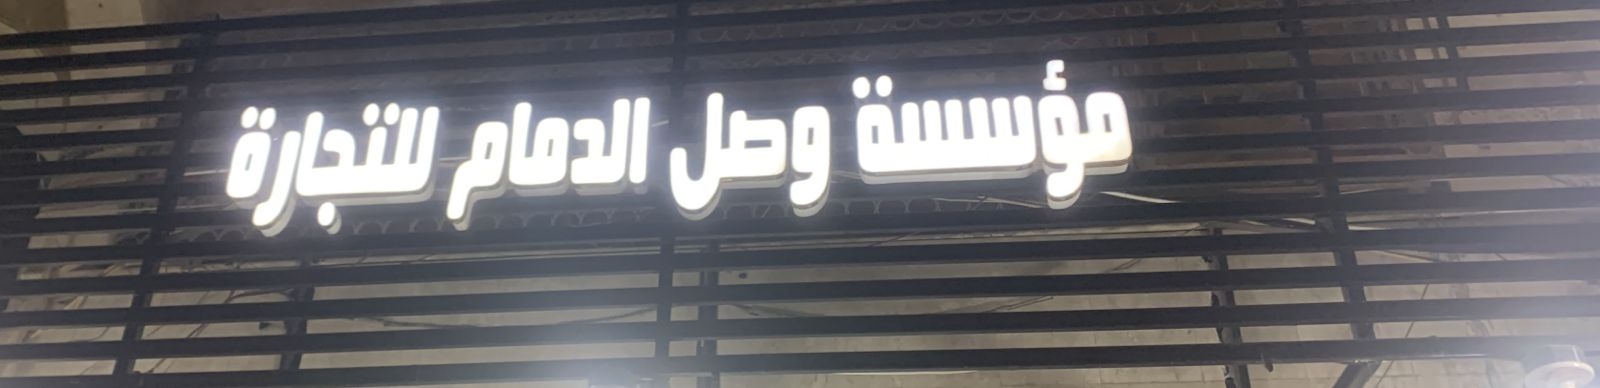 مؤسسة وصل الدمام للتجارة